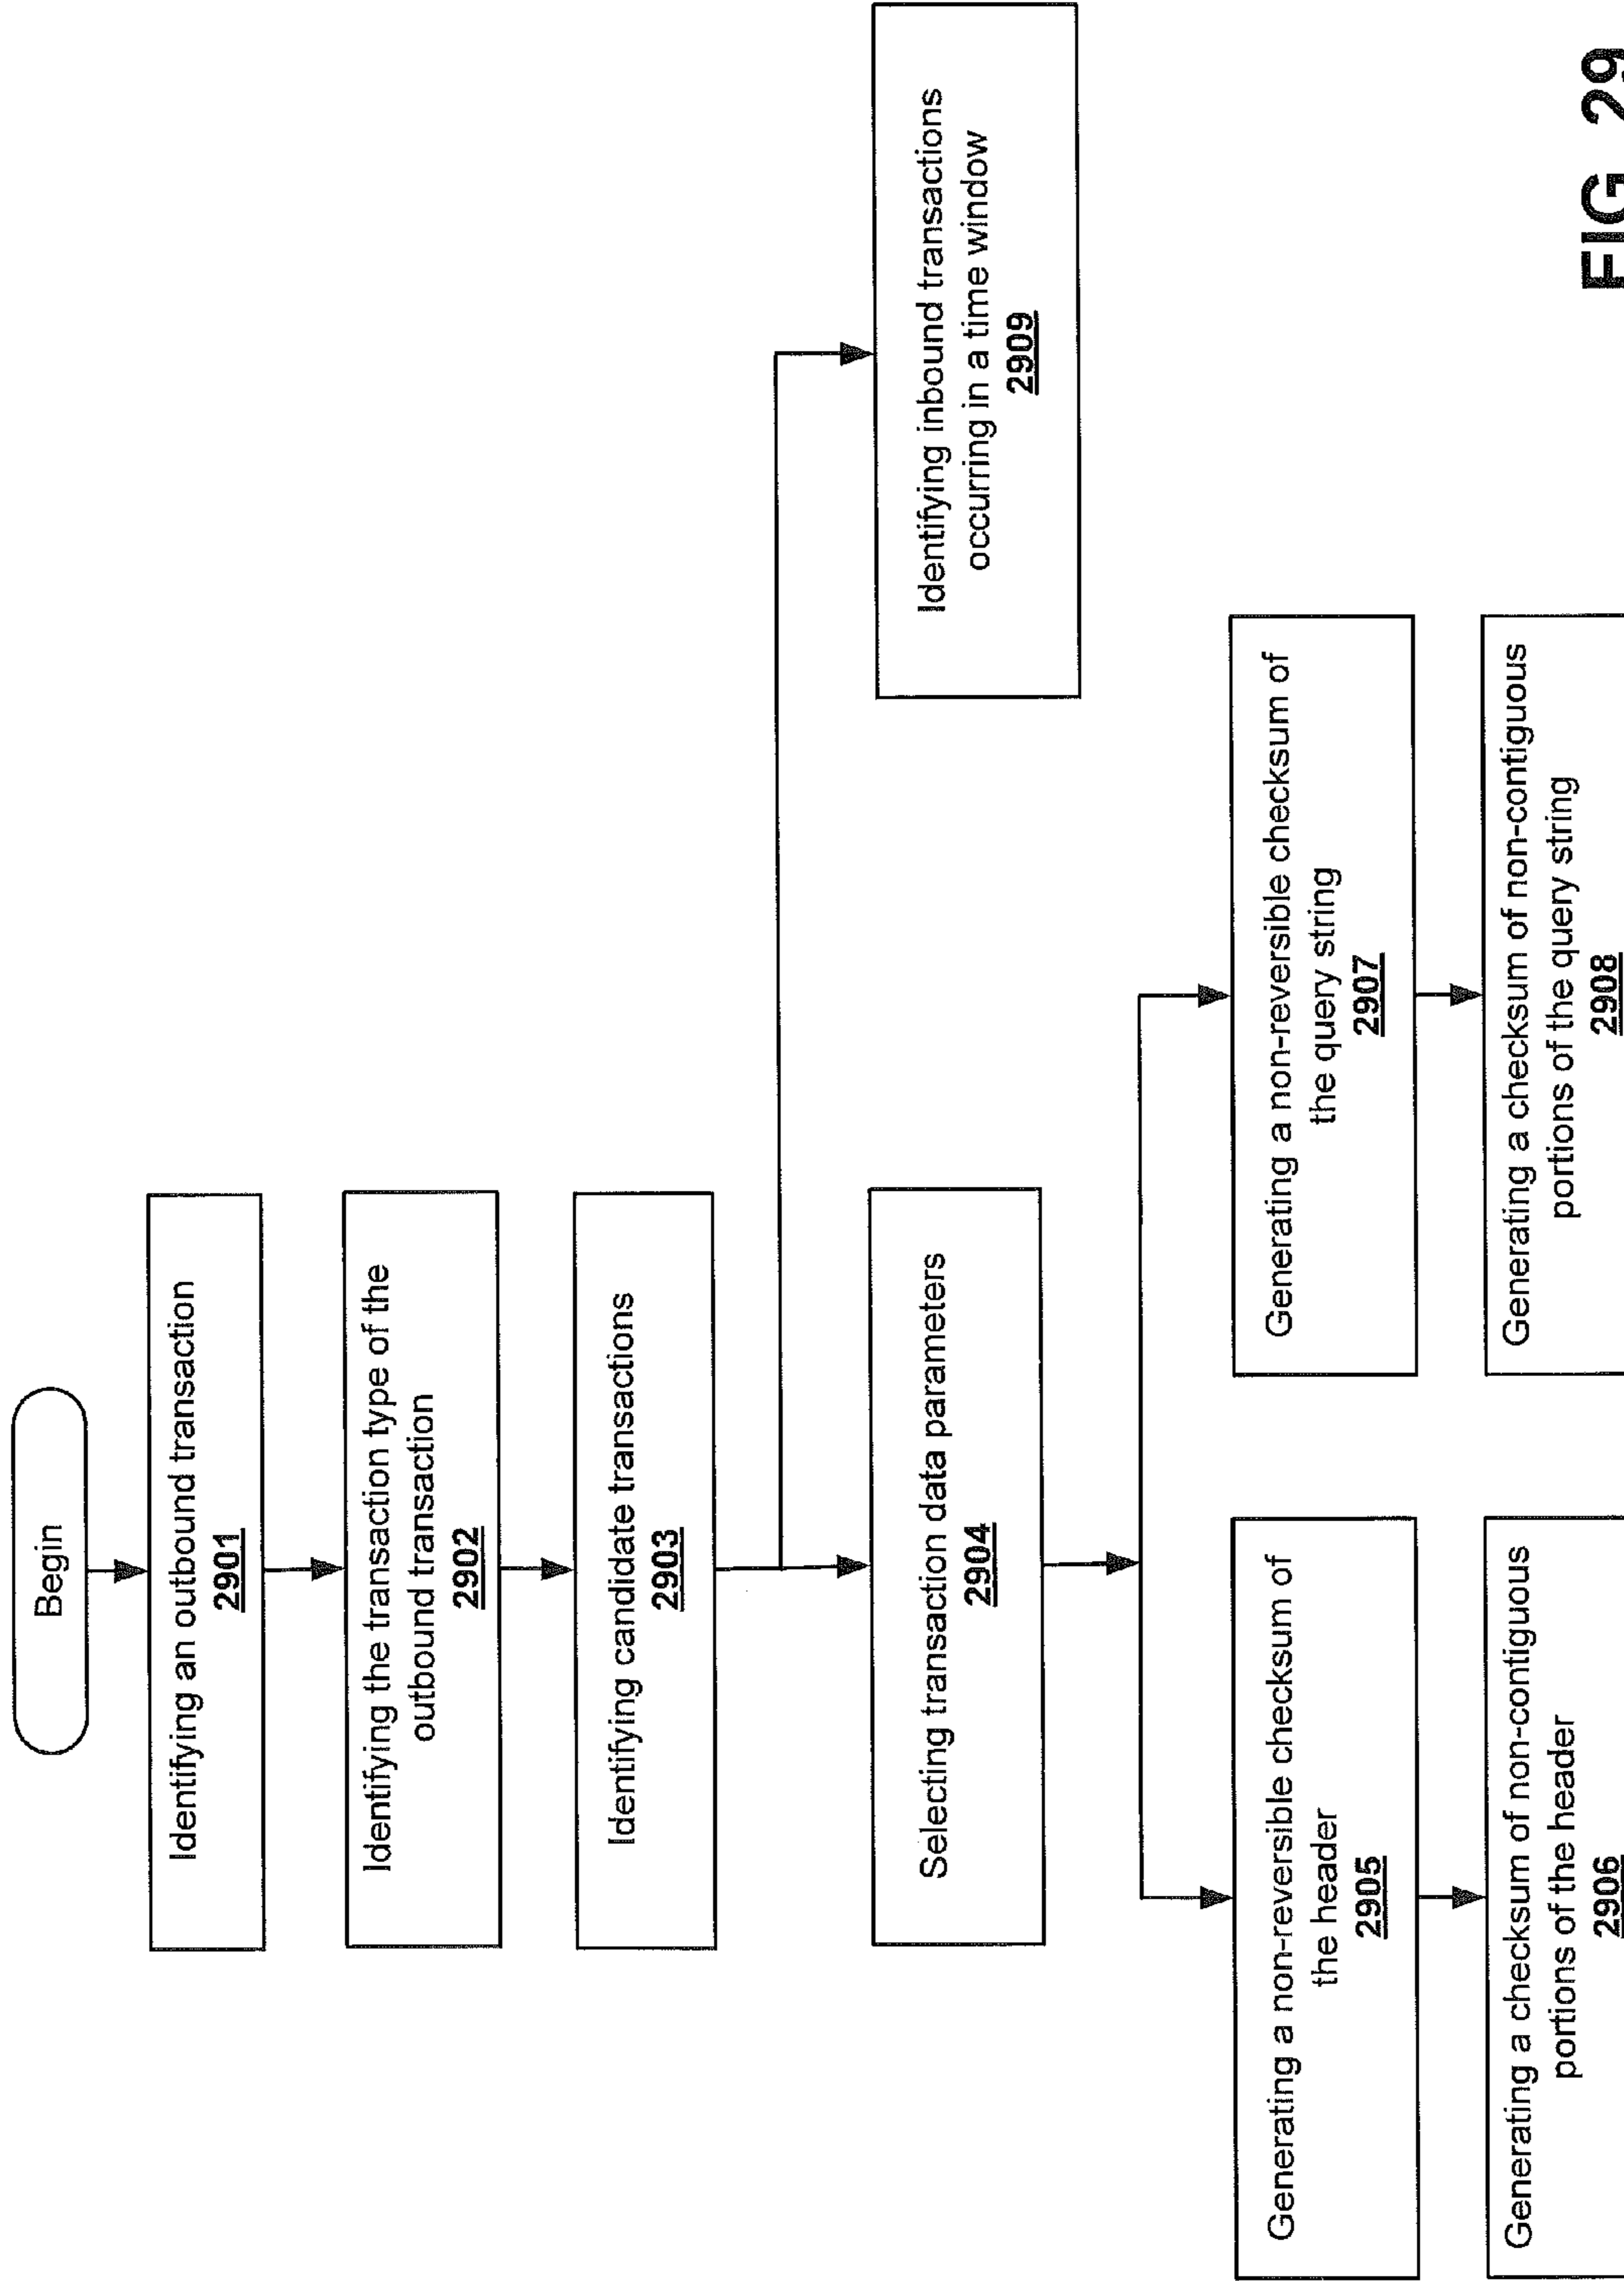 Begin
Identifying an outbound transaction
2901
Identifying the transaction type of the
outbound transaction
2902
Identifying candidate transactions
2903
Selecting transaction data parameters
2904
Identifying inbound transactions
occurring in a time window
2909
Generating a non-reversible checksum of
the header
2905
Generating a non-reversible checksum of
the query string
2907
Generating a checksum of non-contiguous
portions of the header
2906
Generating a checksum of non-contiguous
portions of the query string
2908
FIG 29